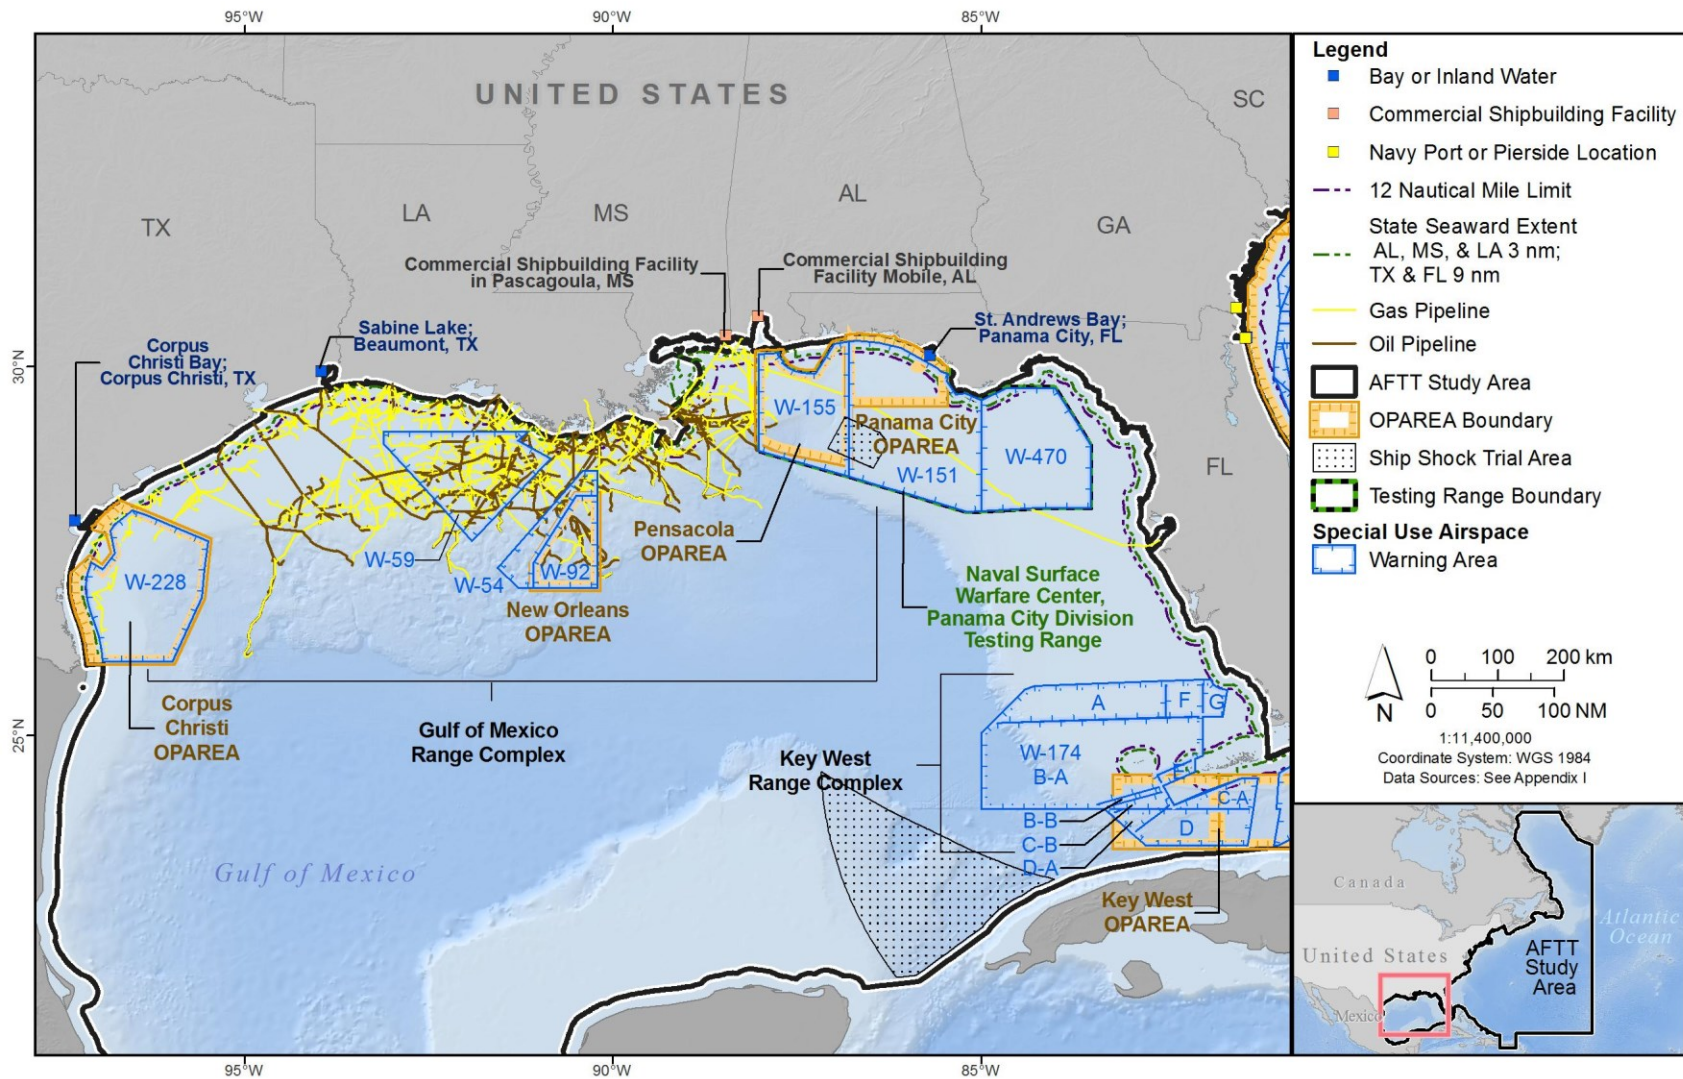 95°W
90°W
85°W
UNITED STATES
SC
TX
LA
MS
AL
GA
FL
Commercial Shipbuilding Facility
in Pascagoula, MS
Commercial Shipbuilding
Facility Mobile, AL
Corpus
Christi Bay;
Corpus Christi, TX
Sabine Lake;
Beaumont, TX
St. Andrews Bay;
Panama City, FL
30°N
30°N
W-155
Panama City
OPAREA
W-151
W-470
W-59
W-54
W-92
W-228
Pensacola
OPAREA
New Orleans
OPAREA
Naval Surface
Warfare Center,
Panama City Division
Testing Range
Corpus
Christi
OPAREA
Gulf of Mexico
Range Complex
25°N
Key West
Range Complex
A
F
G
W-174
B-A
E
C-A
D
B-B
C-B
D-A
Key West
OPAREA
Gulf of Mexico
95°W
90°W
85°W
Legend
Bay or Inland Water
Commercial Shipbuilding Facility
Navy Port or Pierside Location
12 Nautical Mile Limit
State Seaward Extent
AL, MS, & LA 3 nm;
TX & FL 9 nm
Gas Pipeline
Oil Pipeline
AFTT Study Area
OPAREA Boundary
Ship Shock Trial Area
Testing Range Boundary
Special Use Airspace
Warning Area
N
0 100 200 km
0 50 100 NM
1:11,400,000
Coordinate System: WGS 1984
Data Sources: See Appendix I
Canada
United States
Mexico
Atlantic
Ocean
AFTT
Study
Area